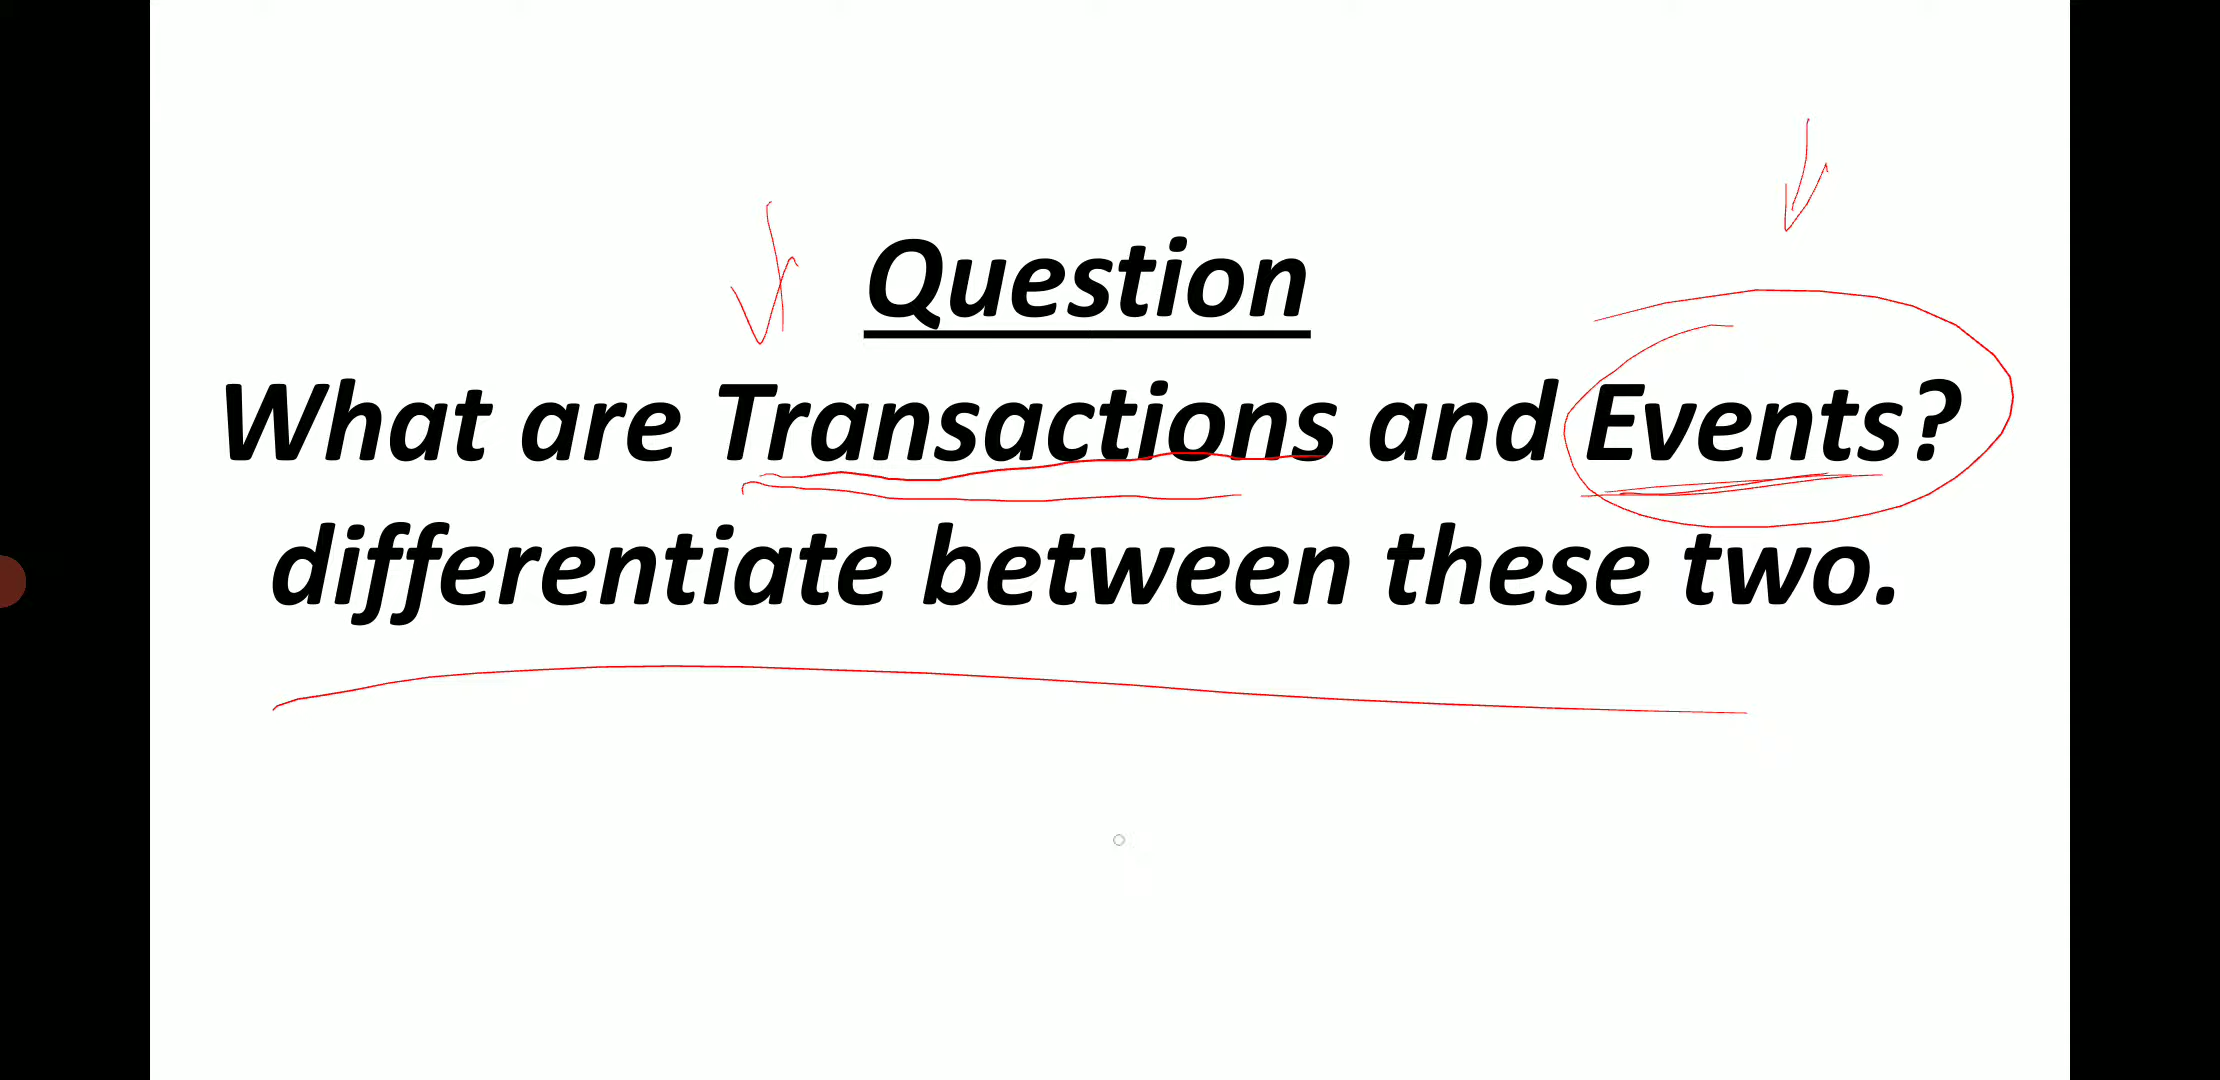 Question
What are Transactions and Events?
differentiate between these two.